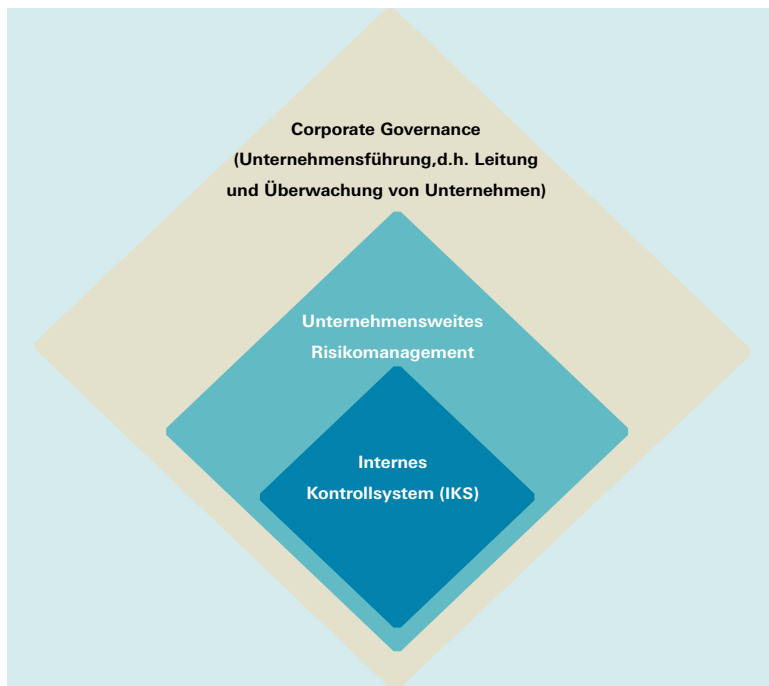 Corporate Governance
(Unternehmensführung,d.h. Leitung
und Überwachung von Unternehmen)
Unternehmensweites
Risikomanagement
Internes
Kontrollsystem (IKS)